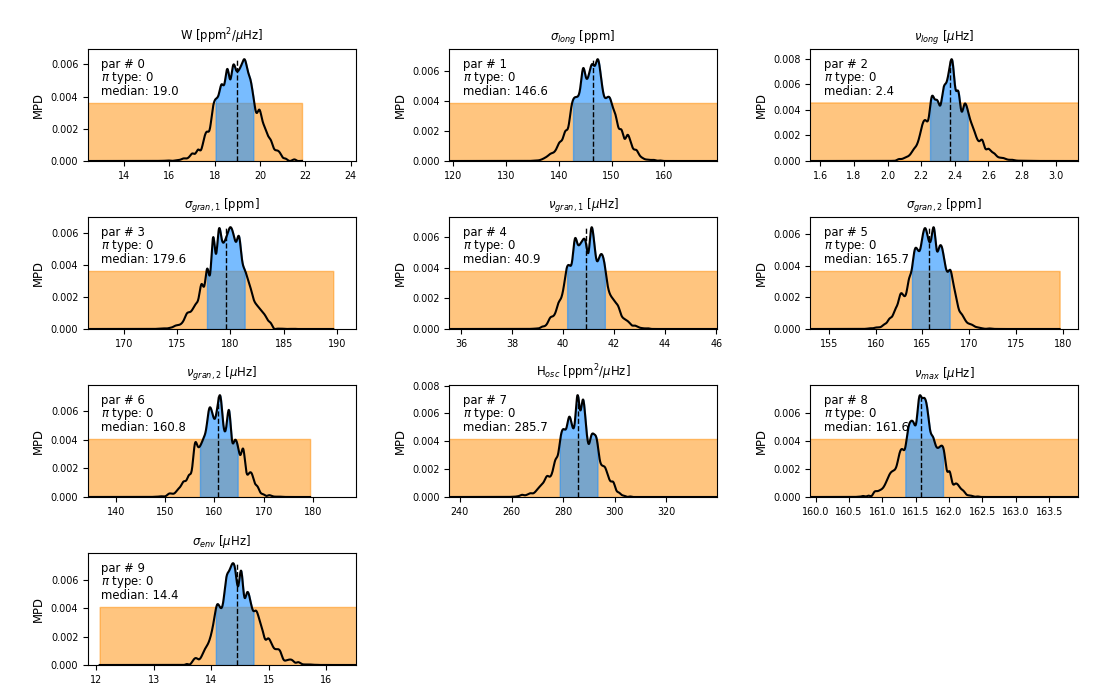 W [ppm²/μHz]
par # 0
π type: 0
median: 19.0
MPD
0.006
0.004
0.002
0.000
14 16 18 20 22 24
σ_long [ppm]
par # 1
π type: 0
median: 146.6
MPD
0.006
0.004
0.002
0.000
120 130 140 150 160
ν_long [μHz]
par # 2
π type: 0
median: 2.4
MPD
0.008
0.006
0.004
0.002
0.000
1.6 1.8 2.0 2.2 2.4 2.6 2.8 3.0
σ_gran,1 [ppm]
par # 3
π type: 0
median: 179.6
MPD
0.006
0.004
0.002
0.000
170 175 180 185 190
ν_gran,1 [μHz]
par # 4
π type: 0
median: 40.9
MPD
0.006
0.004
0.002
0.000
36 38 40 42 44 46
σ_gran,2 [ppm]
par # 5
π type: 0
median: 165.7
MPD
0.006
0.004
0.002
0.000
155 160 165 170 175 180
ν_gran,2 [μHz]
par # 6
π type: 0
median: 160.8
MPD
0.006
0.004
0.002
0.000
140 150 160 170 180
H_osc [ppm²/μHz]
par # 7
π type: 0
median: 285.7
MPD
0.008
0.006
0.004
0.002
0.000
240 260 280 300 320
ν_max [μHz]
par # 8
π type: 0
median: 161.6
MPD
0.006
0.004
0.002
0.000
160.0 160.5 161.0 161.5 162.0 162.5 163.0 163.5
σ_env [μHz]
par # 9
π type: 0
median: 14.4
MPD
0.006
0.004
0.002
0.000
12 13 14 15 16